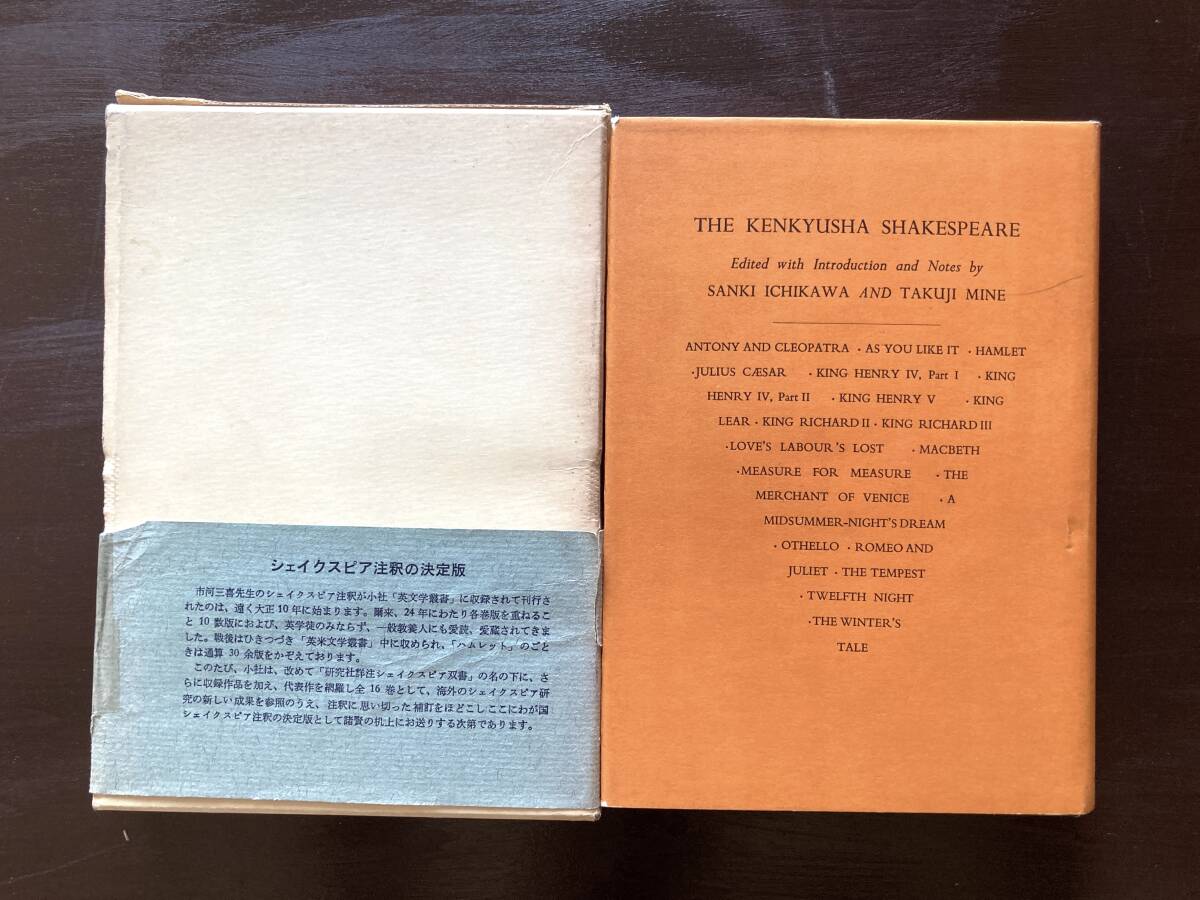 シェイクスピア注釈の決定版
市河三喜先生のシェイクスピア注釈が小社「英文学叢書」に収録されて刊行さ
れたのは、遠く大正10年に始まります。爾来、24年にわたり各巻版を重ねるこ
と10数版におよび、英学徒のみならず、一般教養人にも愛読、愛蔵されてきま
した。戦後はひきつづき「英米文学叢書」中に収められ、「ハムレット」のごと
きは通算30余版をかぞえております。
このたび、小社は、改めて「研究社詳注シェイクスピア双書」の名の下に、さ
らに収録作品を加え、代表作を網羅し全16巻として、海外のシェイクスピア研
究の新しい成果を参照のうえ、注釈に思い切った補訂をほどこしここにわが国
シェイクスピア注釈の決定版として諸賢の机上にお送りする次第であります。
THE KENKYUSHA SHAKESPEARE
Edited with Introduction and Notes by
SANKI ICHIKAWA AND TAKUJI MINE
ANTONY AND CLEOPATRA · AS YOU LIKE IT · HAMLET
·JULIUS CÆSAR · KING HENRY IV, Part I · KING
HENRY IV, Part II · KING HENRY V · KING
LEAR · KING RICHARD II · KING RICHARD III
·LOVE'S LABOUR'S LOST · MACBETH
·MEASURE FOR MEASURE · THE
MERCHANT OF VENICE · A
MIDSUMMER-NIGHT'S DREAM
· OTHELLO · ROMEO AND
JULIET · THE TEMPEST
· TWELFTH NIGHT
·THE WINTER'S
TALE